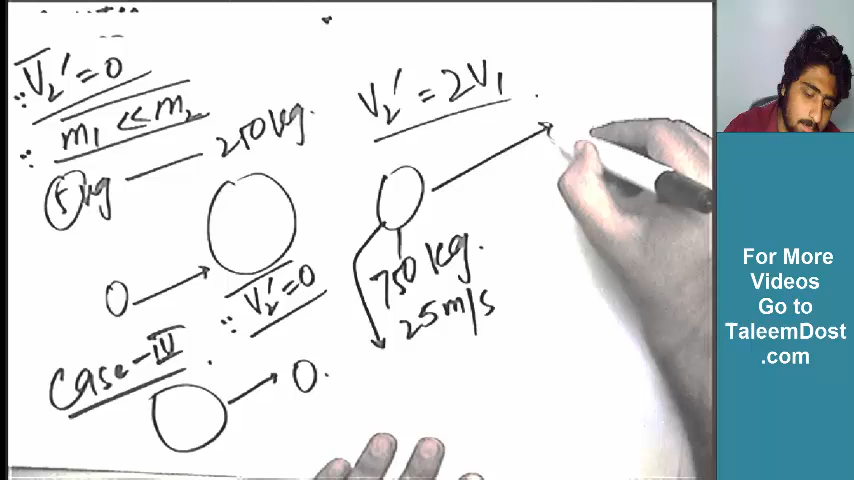 ∵ V₂' = 0
∵ m₁ << m₂
5 kg — 250 kg.
∵ V₂' = 0
Case-IV
V₂' = 2V₁
750 kg.
25 m/s
For More
Videos
Go to
TaleemDost
.com